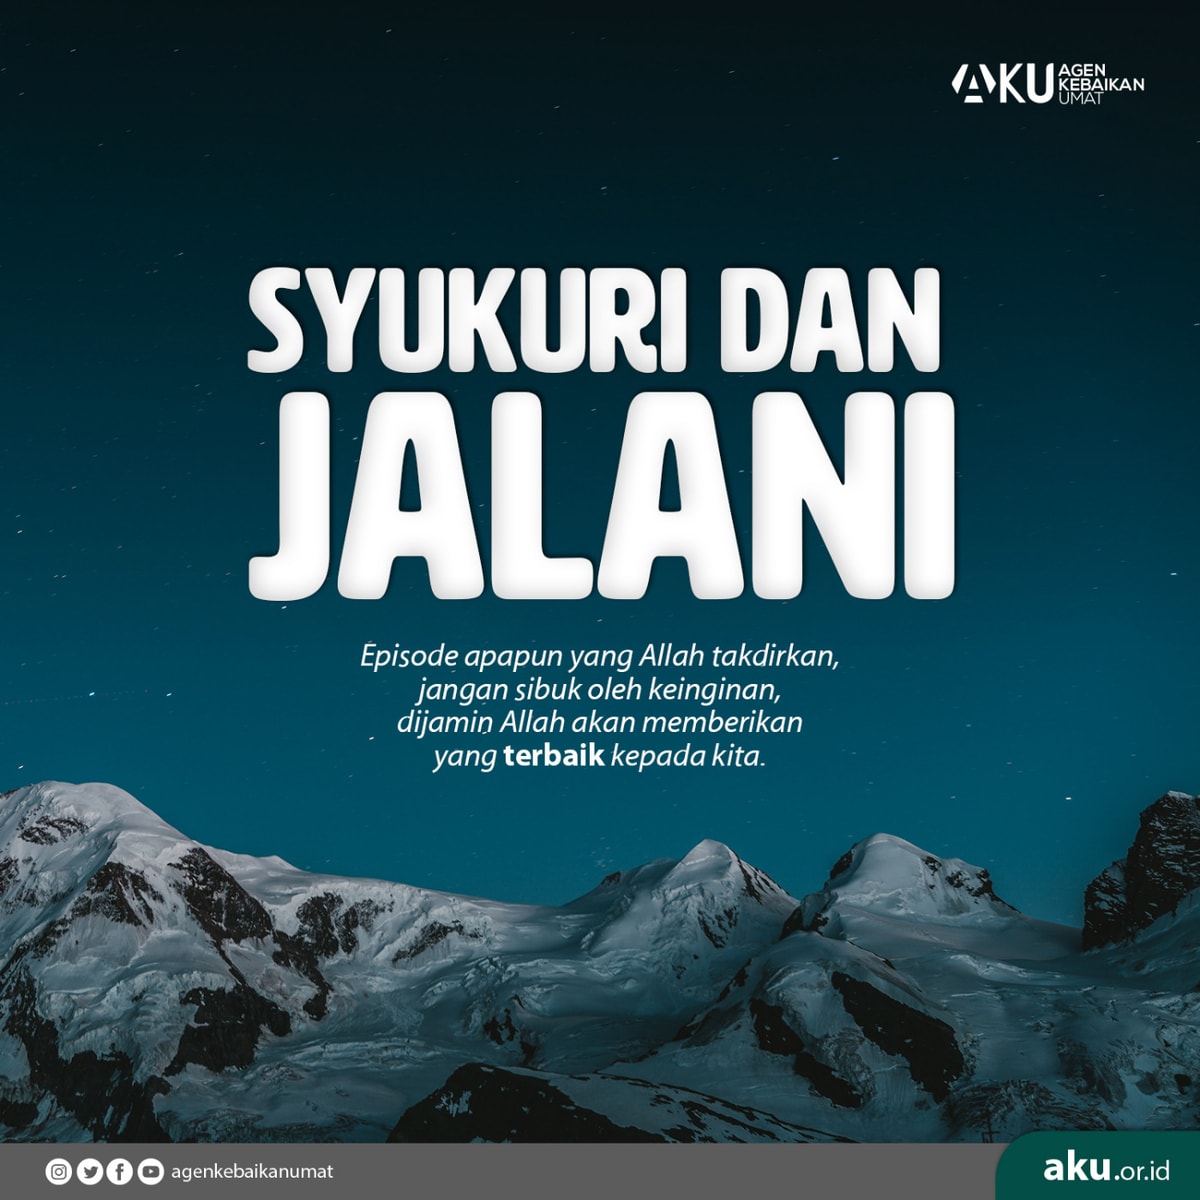 AKU AGEN
KEBAIKAN
UMAT
SYUKURI DAN
JALANI
Episode apapun yang Allah takdirkan,
jangan sibuk oleh keinginan,
dijamin Allah akan memberikan
yang terbaik kepada kita.
agenkebaikanumat
aku.or.id